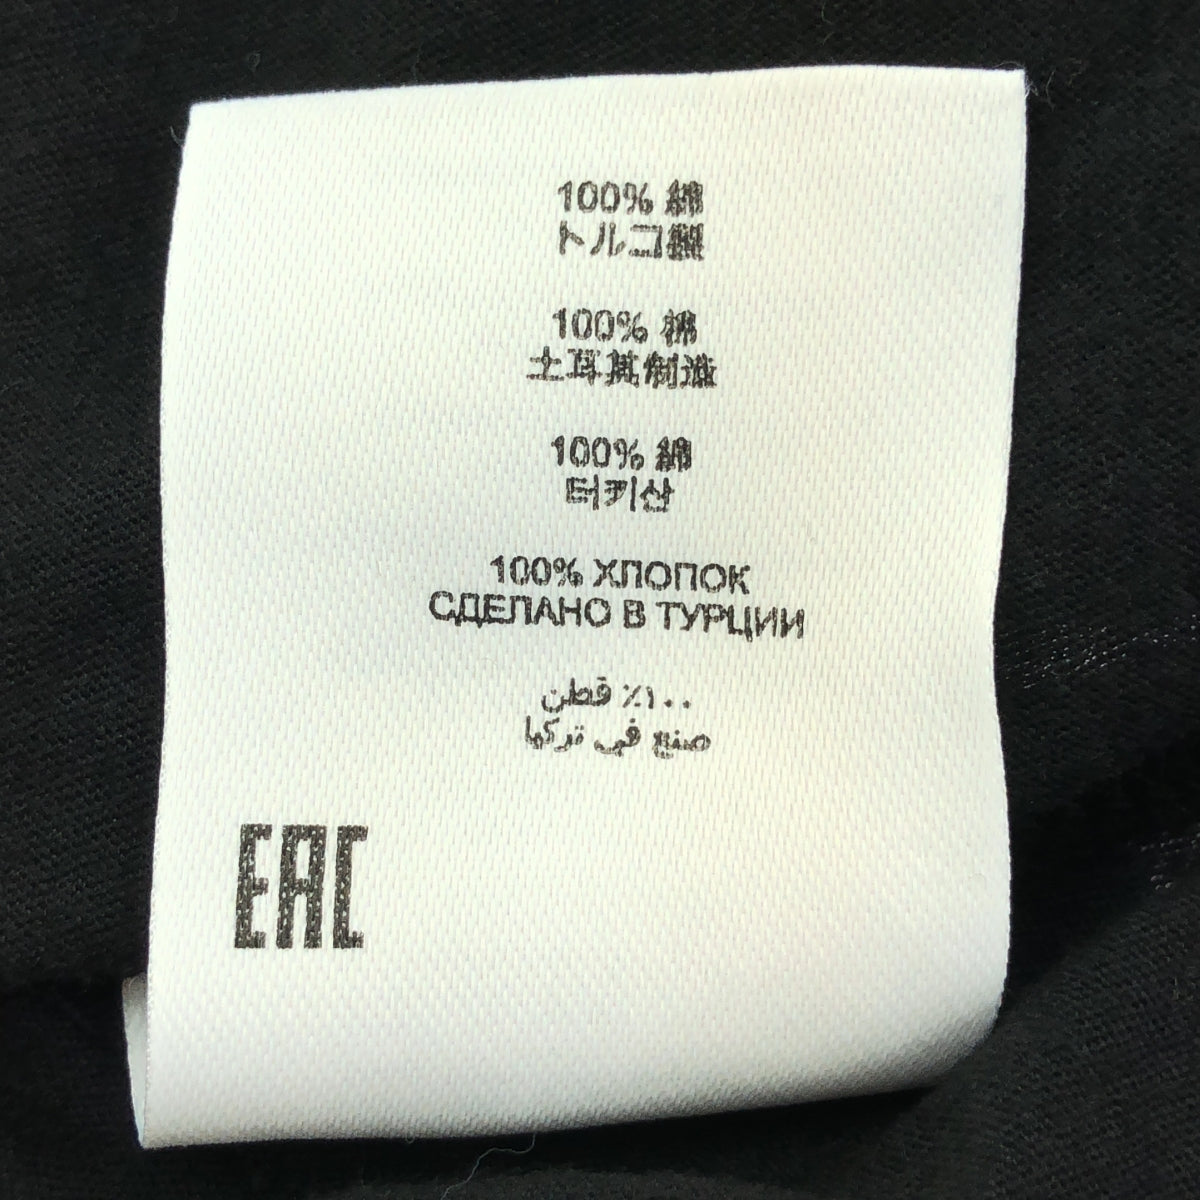 100% 綿
トルコ製
100% 棉
土耳其制造
100% 綿
터키산
100% ХЛОПОК
СДЕЛАНО В ТУРЦИИ
١٠٠٪ قطن
صنع في تركيا
EAC